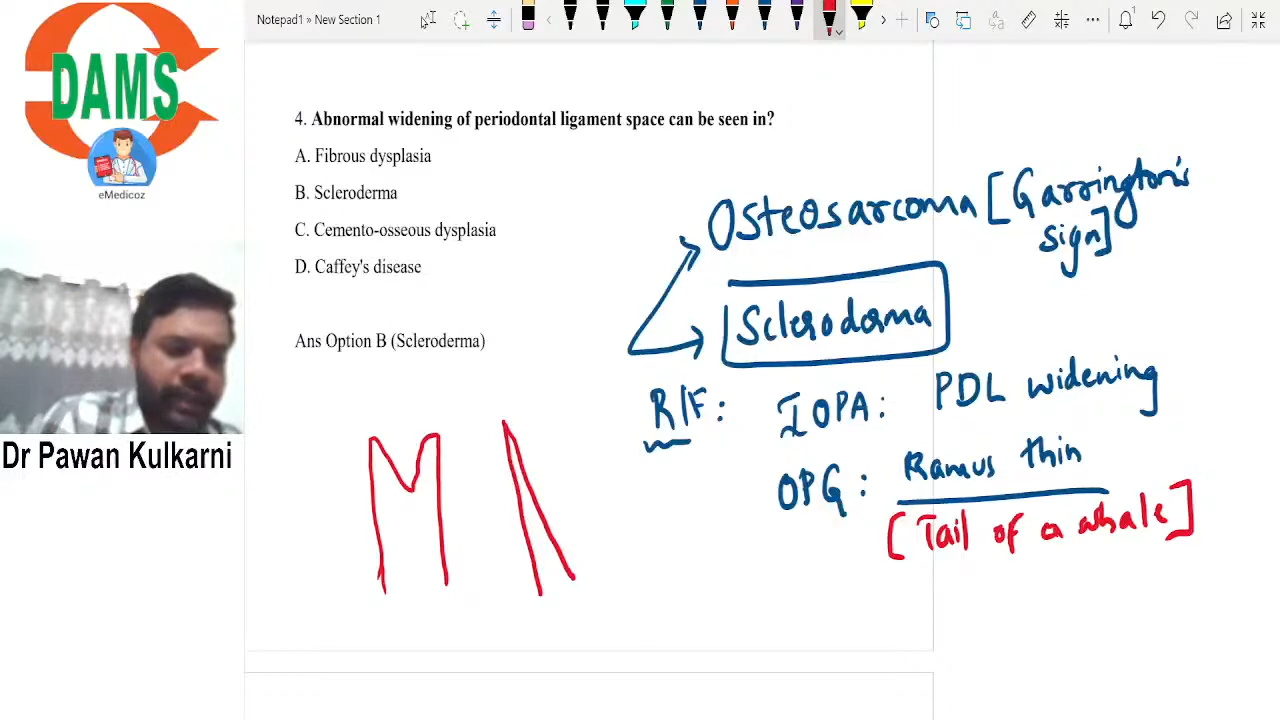 Notepad1 » New Section 1
DAMS
eMedicoz
4. Abnormal widening of periodontal ligament space can be seen in?
A. Fibrous dysplasia
B. Scleroderma
C. Cemento-osseous dysplasia
D. Caffey's disease
Ans Option B (Scleroderma)
Osteosarcoma [Garrington's
sign]
Scleroderma
R/F: IOPA: PDL widening
OPG: Ramus thin
[Tail of a whale]
Dr Pawan Kulkarni